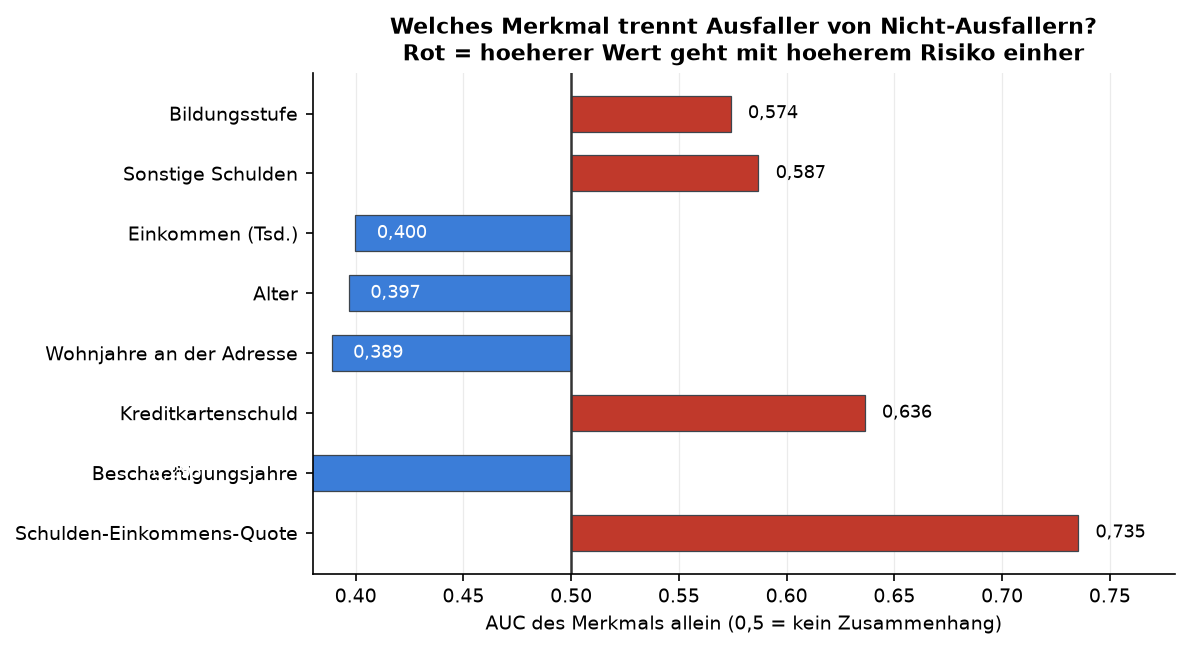 Welches Merkmal trennt Ausfaller von Nicht-Ausfallern?
Rot = hoeherer Wert geht mit hoeherem Risiko einher
Bildungsstufe
0,574
Sonstige Schulden
0,587
Einkommen (Tsd.)
0,400
Alter
0,397
Wohnjahre an der Adresse
0,389
Kreditkartenschuld
0,636
Beschaeftigungsjahre
Schulden-Einkommens-Quote
0,735
0.40 0.45 0.50 0.55 0.60 0.65 0.70 0.75
AUC des Merkmals allein (0,5 = kein Zusammenhang)